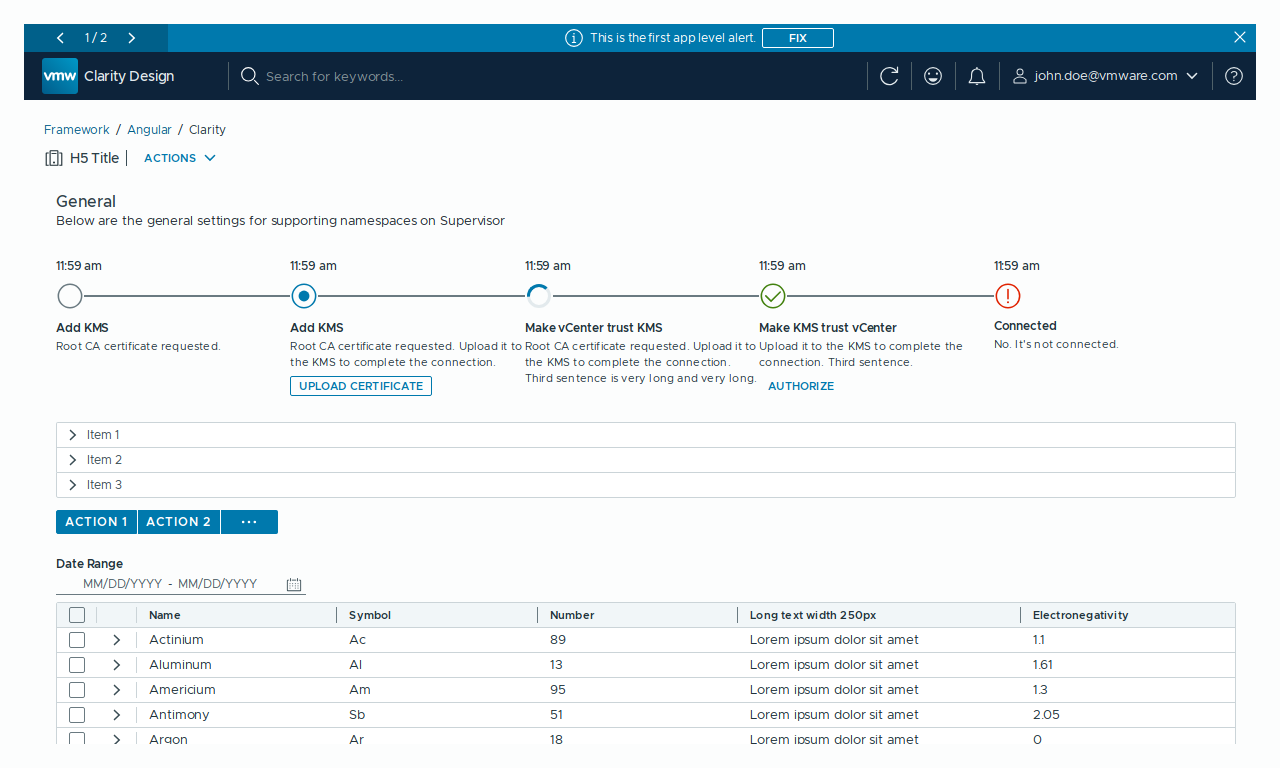 1 / 2
This is the first app level alert. FIX
vmw Clarity Design
Search for keywords...
john.doe@vmware.com
Framework / Angular / Clarity
H5 Title
ACTIONS
General
Below are the general settings for supporting namespaces on Supervisor
11:59 am
Add KMS
Root CA certificate requested.
11:59 am
Add KMS
Root CA certificate requested. Upload it to
the KMS to complete the connection.
UPLOAD CERTIFICATE
11:59 am
Make vCenter trust KMS
Root CA certificate requested. Upload it to
the KMS to complete the connection.
Third sentence is very long and very long.
11:59 am
Make KMS trust vCenter
Upload it to the KMS to complete the
connection. Third sentence.
AUTHORIZE
11:59 am
Connected
No. It's not connected.
Item 1
Item 2
Item 3
ACTION 1 ACTION 2 ...
Date Range
MM/DD/YYYY - MM/DD/YYYY
Name Symbol Number Long text width 250px Electronegativity
Actinium Ac 89 Lorem ipsum dolor sit amet 1.1
Aluminum Al 13 Lorem ipsum dolor sit amet 1.61
Americium Am 95 Lorem ipsum dolor sit amet 1.3
Antimony Sb 51 Lorem ipsum dolor sit amet 2.05
Argon Ar 18 Lorem ipsum dolor sit amet 0